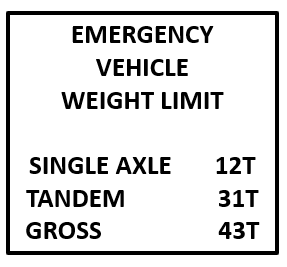 EMERGENCY
VEHICLE
WEIGHT LIMIT
SINGLE AXLE 12T
TANDEM 31T
GROSS 43T